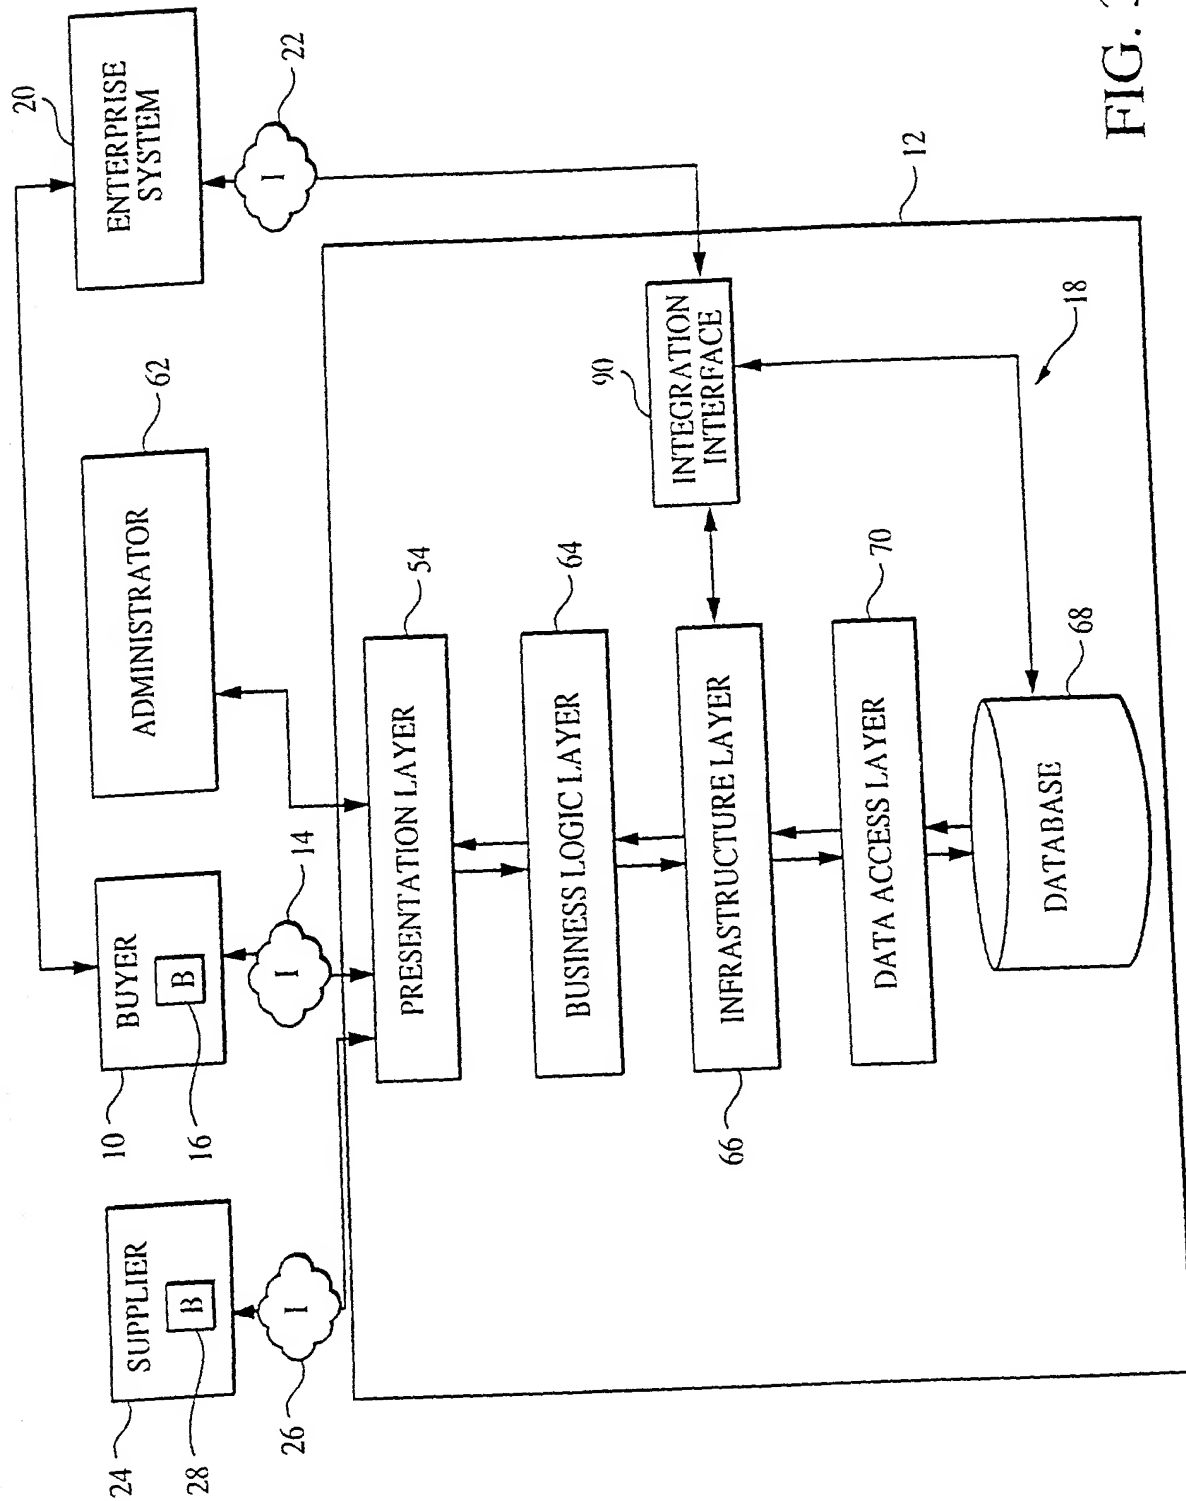 20
24
SUPPLIER
10
BUYER
ADMINISTRATOR
62
ENTERPRISE
SYSTEM
28
B
16
B
26
I
I
14
I
22
PRESENTATION LAYER
54
BUSINESS LOGIC LAYER
64
90
INTEGRATION
INTERFACE
12
66
INFRASTRUCTURE LAYER
DATA ACCESS LAYER
70
DATABASE
68
18
FIG.